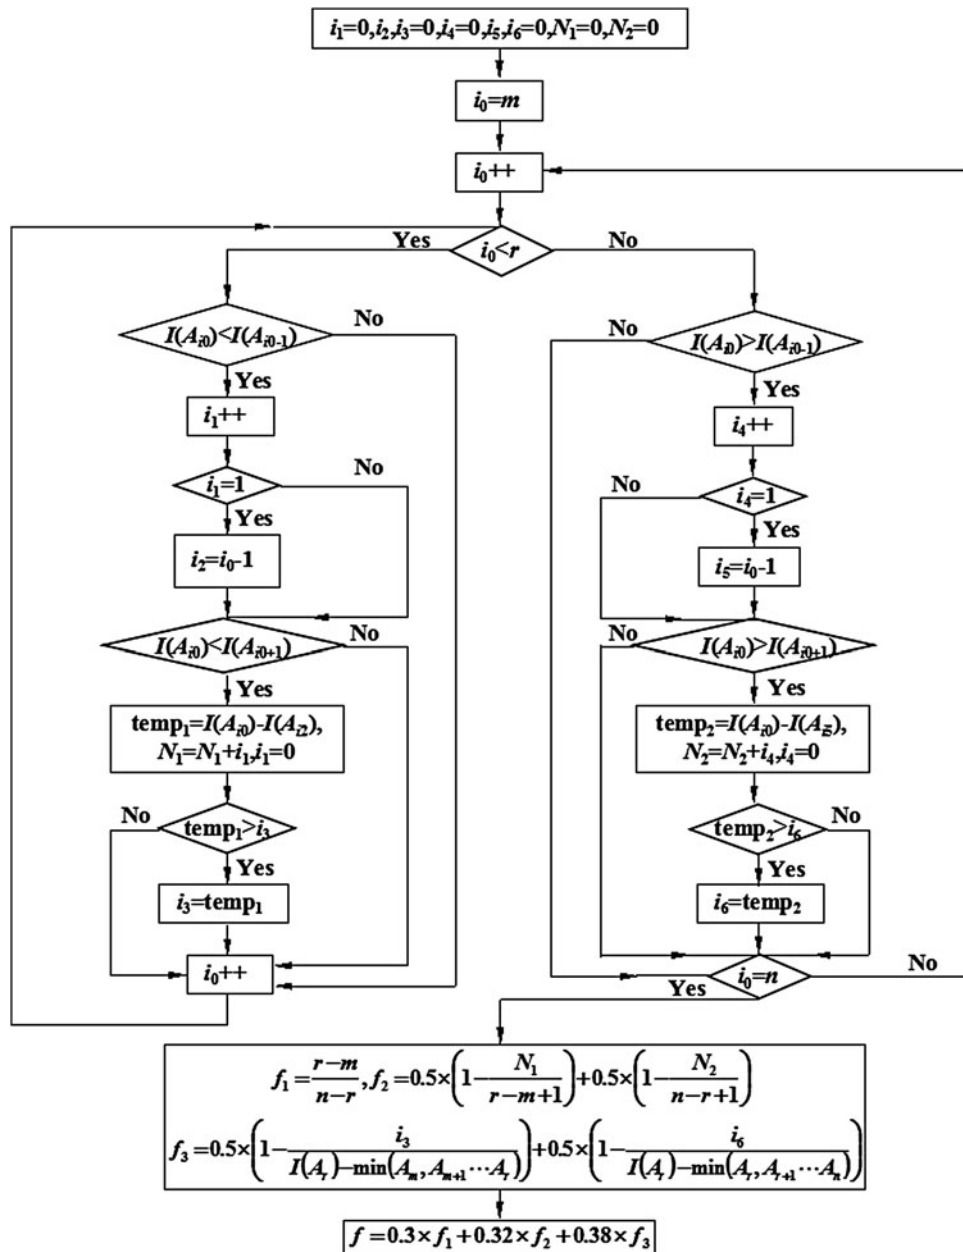 i₁=0,i₂,i₃=0,i₄=0,i₅,i₆=0,N₁=0,N₂=0
i₀=m
i₀++
Yes
i₀<r
No
I(Aᵢ₀)<I(Aᵢ₀₋₁)
No
Yes
i₁++
i₁=1
No
Yes
i₂=i₀-1
I(Aᵢ₀)<I(Aᵢ₀₊₁)
No
Yes
temp₁=I(Aᵢ₀)-I(Aᵢ₂),
N₁=N₁+i₁,i₁=0
No
temp₁>i₃
Yes
i₃=temp₁
i₀++
No
I(Aᵢ₀)>I(Aᵢ₀₋₁)
Yes
i₄++
No
i₄=1
Yes
i₅=i₀-1
No
I(Aᵢ₀)>I(Aᵢ₀₊₁)
Yes
temp₂=I(Aᵢ₀)-I(Aᵢ₅),
N₂=N₂+i₄,i₄=0
temp₂>i₆
No
Yes
i₆=temp₂
i₀=n
No
Yes
f₁=(r-m)/(n-r), f₂=0.5×(1-N₁/(r-m+1))+0.5×(1-N₂/(n-r+1))
f₃=0.5×(1-i₃/(I(Aᵣ)-min(Aₘ,Aₘ₊₁⋯Aᵣ)))+0.5×(1-i₆/(I(Aᵣ)-min(Aᵣ,Aᵣ₊₁⋯Aₙ)))
f=0.3×f₁+0.32×f₂+0.38×f₃